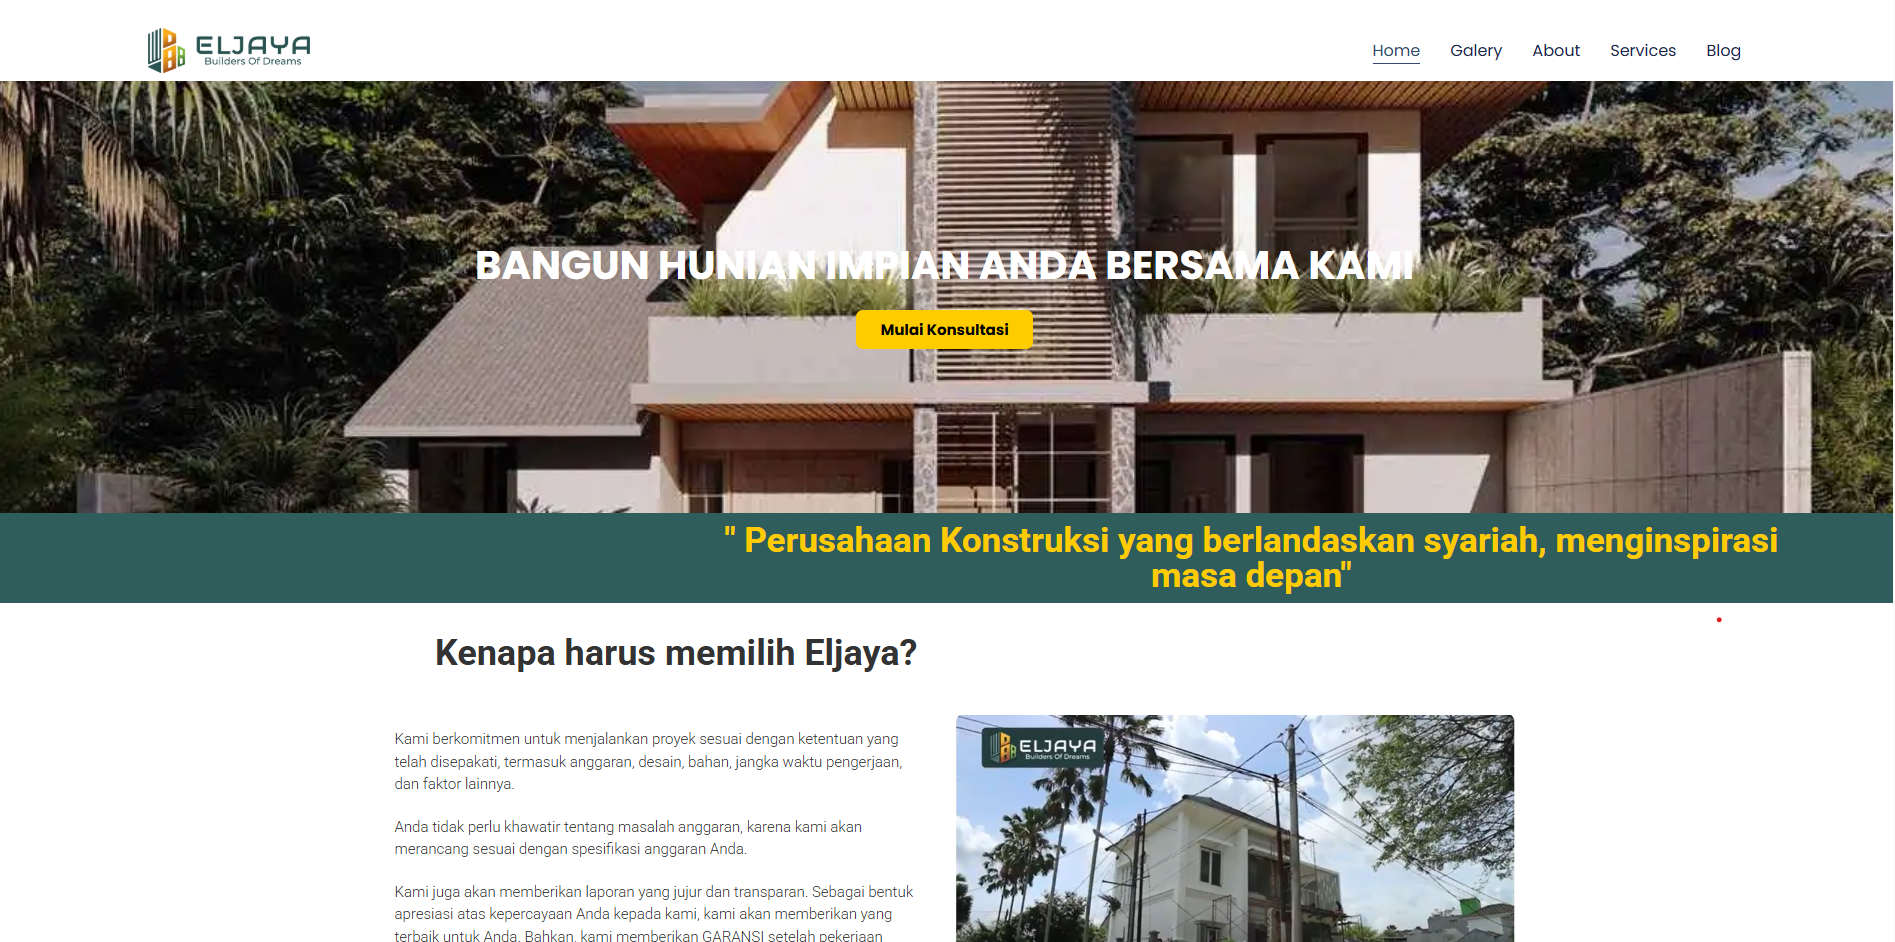 ELJAYA
Builders Of Dreams
Home Galery About Services Blog
BANGUN HUNIAN IMPIAN ANDA BERSAMA KAMI
Mulai Konsultasi
" Perusahaan Konstruksi yang berlandaskan syariah, menginspirasi
masa depan"
Kenapa harus memilih Eljaya?
Kami berkomitmen untuk menjalankan proyek sesuai dengan ketentuan yang
telah disepakati, termasuk anggaran, desain, bahan, jangka waktu pengerjaan,
dan faktor lainnya.
Anda tidak perlu khawatir tentang masalah anggaran, karena kami akan
merancang sesuai dengan spesifikasi anggaran Anda.
Kami juga akan memberikan laporan yang jujur dan transparan. Sebagai bentuk
apresiasi atas kepercayaan Anda kepada kami, kami akan memberikan yang
terbaik untuk Anda. Bahkan, kami memberikan GARANSI setelah pekerjaan
ELJAYA
Builders Of Dreams